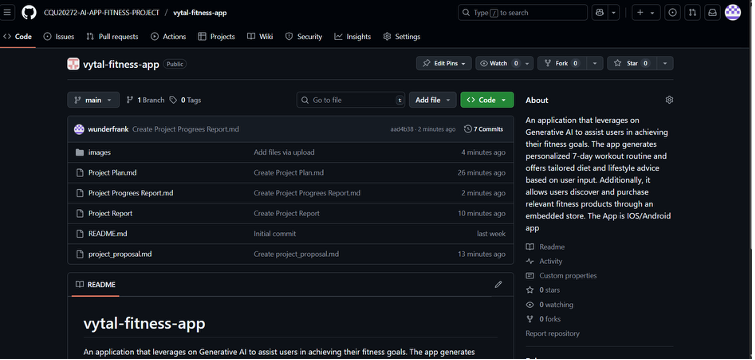 CQU20272-AI-APP-FITNESS-PROJECT / vytal-fitness-app
Type / to search
Code
Issues
Pull requests
Actions
Projects
Wiki
Security
Insights
Settings
vytal-fitness-app Public
Edit Pins
Watch 0
Fork 0
Star 0
main
1 Branch
0 Tags
Go to file t
Add file
Code
wunderfrank Create Project Progrees Report.md
aad4b38 · 2 minutes ago
7 Commits
images Add files via upload 4 minutes ago
Project Plan.md Create Project Plan.md 26 minutes ago
Project Progrees Report.md Create Project Progrees Report.md 2 minutes ago
Project Report Create Project Report 10 minutes ago
README.md Initial commit last week
project_proposal.md Create project_proposal.md 13 minutes ago
README
vytal-fitness-app
An application that leverages on Generative AI to assist users in achieving their fitness goals. The app generates
About
An application that leverages on
Generative AI to assist users in achieving
their fitness goals. The app generates
personalized 7-day workout routine and
offers tailored diet and lifestyle advice
based on user input. Additionally, it
allows users discover and purchase
relevant fitness products through an
embedded store. The App is IOS/Android
app
Readme
Activity
Custom properties
0 stars
0 watching
0 forks
Report repository